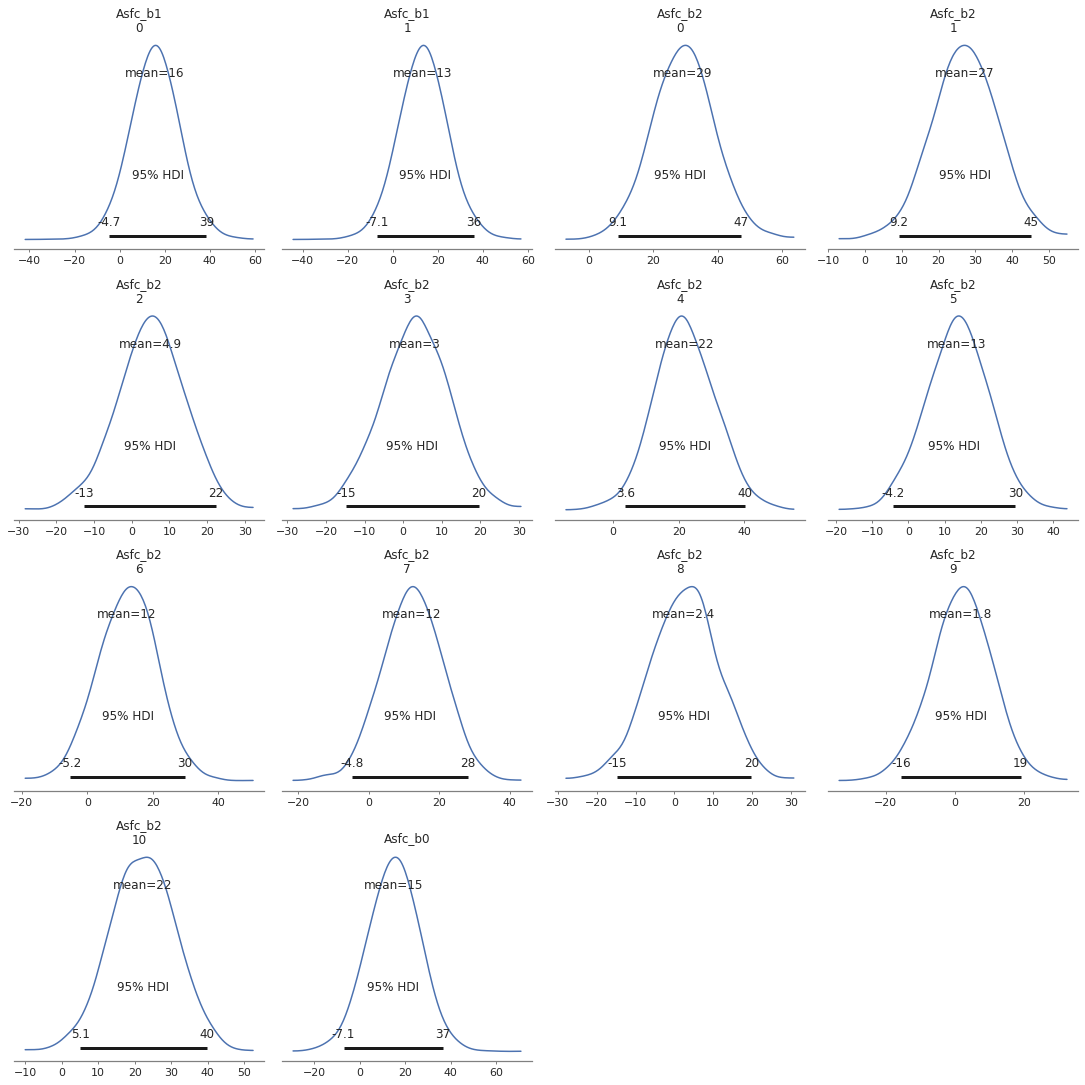 Asfc_b1
0
mean=16
95% HDI
-4.7 39
−40 −20 0 20 40 60
Asfc_b1
1
mean=13
95% HDI
-7.1 36
−40 −20 0 20 40 60
Asfc_b2
0
mean=29
95% HDI
9.1 47
0 20 40 60
Asfc_b2
1
mean=27
95% HDI
9.2 45
−10 0 10 20 30 40 50
Asfc_b2
2
mean=4.9
95% HDI
-13 22
−30 −20 −10 0 10 20 30
Asfc_b2
3
mean=3
95% HDI
-15 20
−30 −20 −10 0 10 20 30
Asfc_b2
4
mean=22
95% HDI
3.6 40
0 20 40
Asfc_b2
5
mean=13
95% HDI
-4.2 30
−20 −10 0 10 20 30 40
Asfc_b2
6
mean=12
95% HDI
-5.2 30
−20 0 20 40
Asfc_b2
7
mean=12
95% HDI
-4.8 28
−20 0 20 40
Asfc_b2
8
mean=2.4
95% HDI
-15 20
−30 −20 −10 0 10 20 30
Asfc_b2
9
mean=1.8
95% HDI
-16 19
−20 0 20
Asfc_b2
10
mean=22
95% HDI
5.1 40
−10 0 10 20 30 40 50
Asfc_b0
mean=15
95% HDI
-7.1 37
−20 0 20 40 60